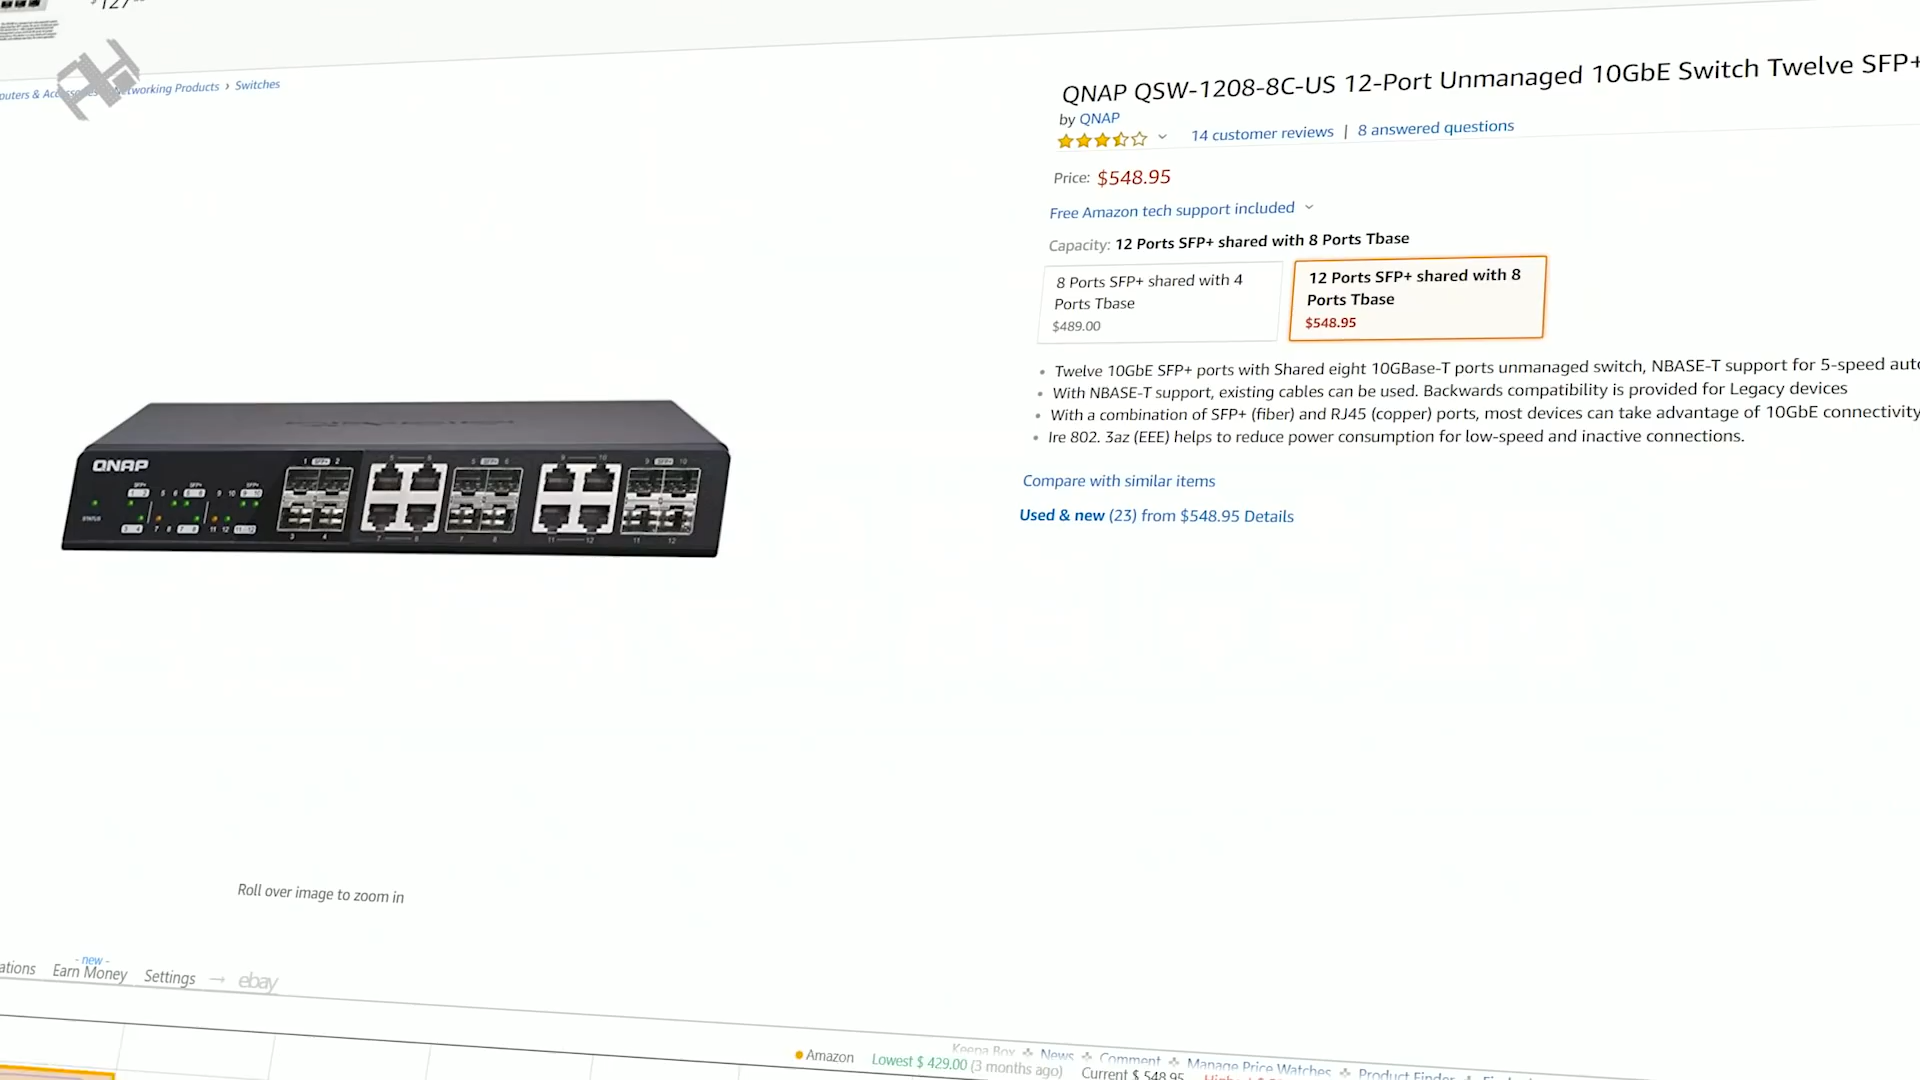 $127
Networking Products › Switches
QNAP QSW-1208-8C-US 12-Port Unmanaged 10GbE Switch Twelve SFP+
by QNAP
14 customer reviews | 8 answered questions
Price: $548.95
Free Amazon tech support included
Capacity: 12 Ports SFP+ shared with 8 Ports Tbase
8 Ports SFP+ shared with 4
Ports Tbase
$489.00
12 Ports SFP+ shared with 8
Ports Tbase
$548.95
• Twelve 10GbE SFP+ ports with Shared eight 10GBase-T ports unmanaged switch, NBASE-T support for 5-speed
• With NBASE-T support, existing cables can be used. Backwards compatibility is provided for Legacy devices
• With a combination of SFP+ (fiber) and RJ45 (copper) ports, most devices can take advantage of 10GbE connectivity
• Ire 802. 3az (EEE) helps to reduce power consumption for low-speed and inactive connections.
Compare with similar items
Used & new (23) from $548.95 Details
QNAP
STATUS
Roll over image to zoom in
- new -
Earn Money Settings → ebay
Keepa Box News Comment Manage Price Watches Product Finder
Amazon Lowest $ 429.00 (3 months ago) Current $ 548.95